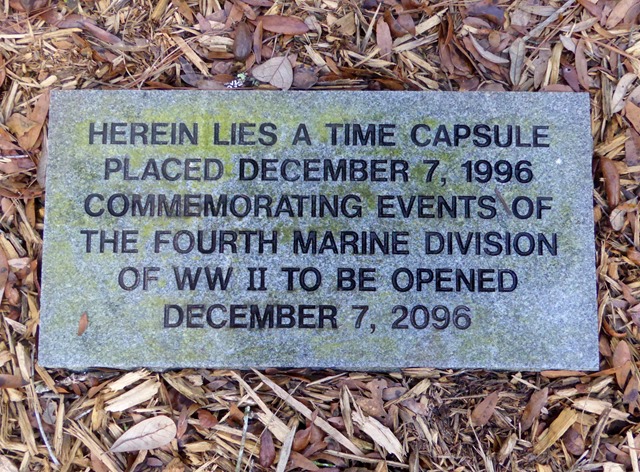 HEREIN LIES A TIME CAPSULE
PLACED DECEMBER 7, 1996
COMMEMORATING EVENTS OF
THE FOURTH MARINE DIVISION
OF WW II TO BE OPENED
DECEMBER 7, 2096